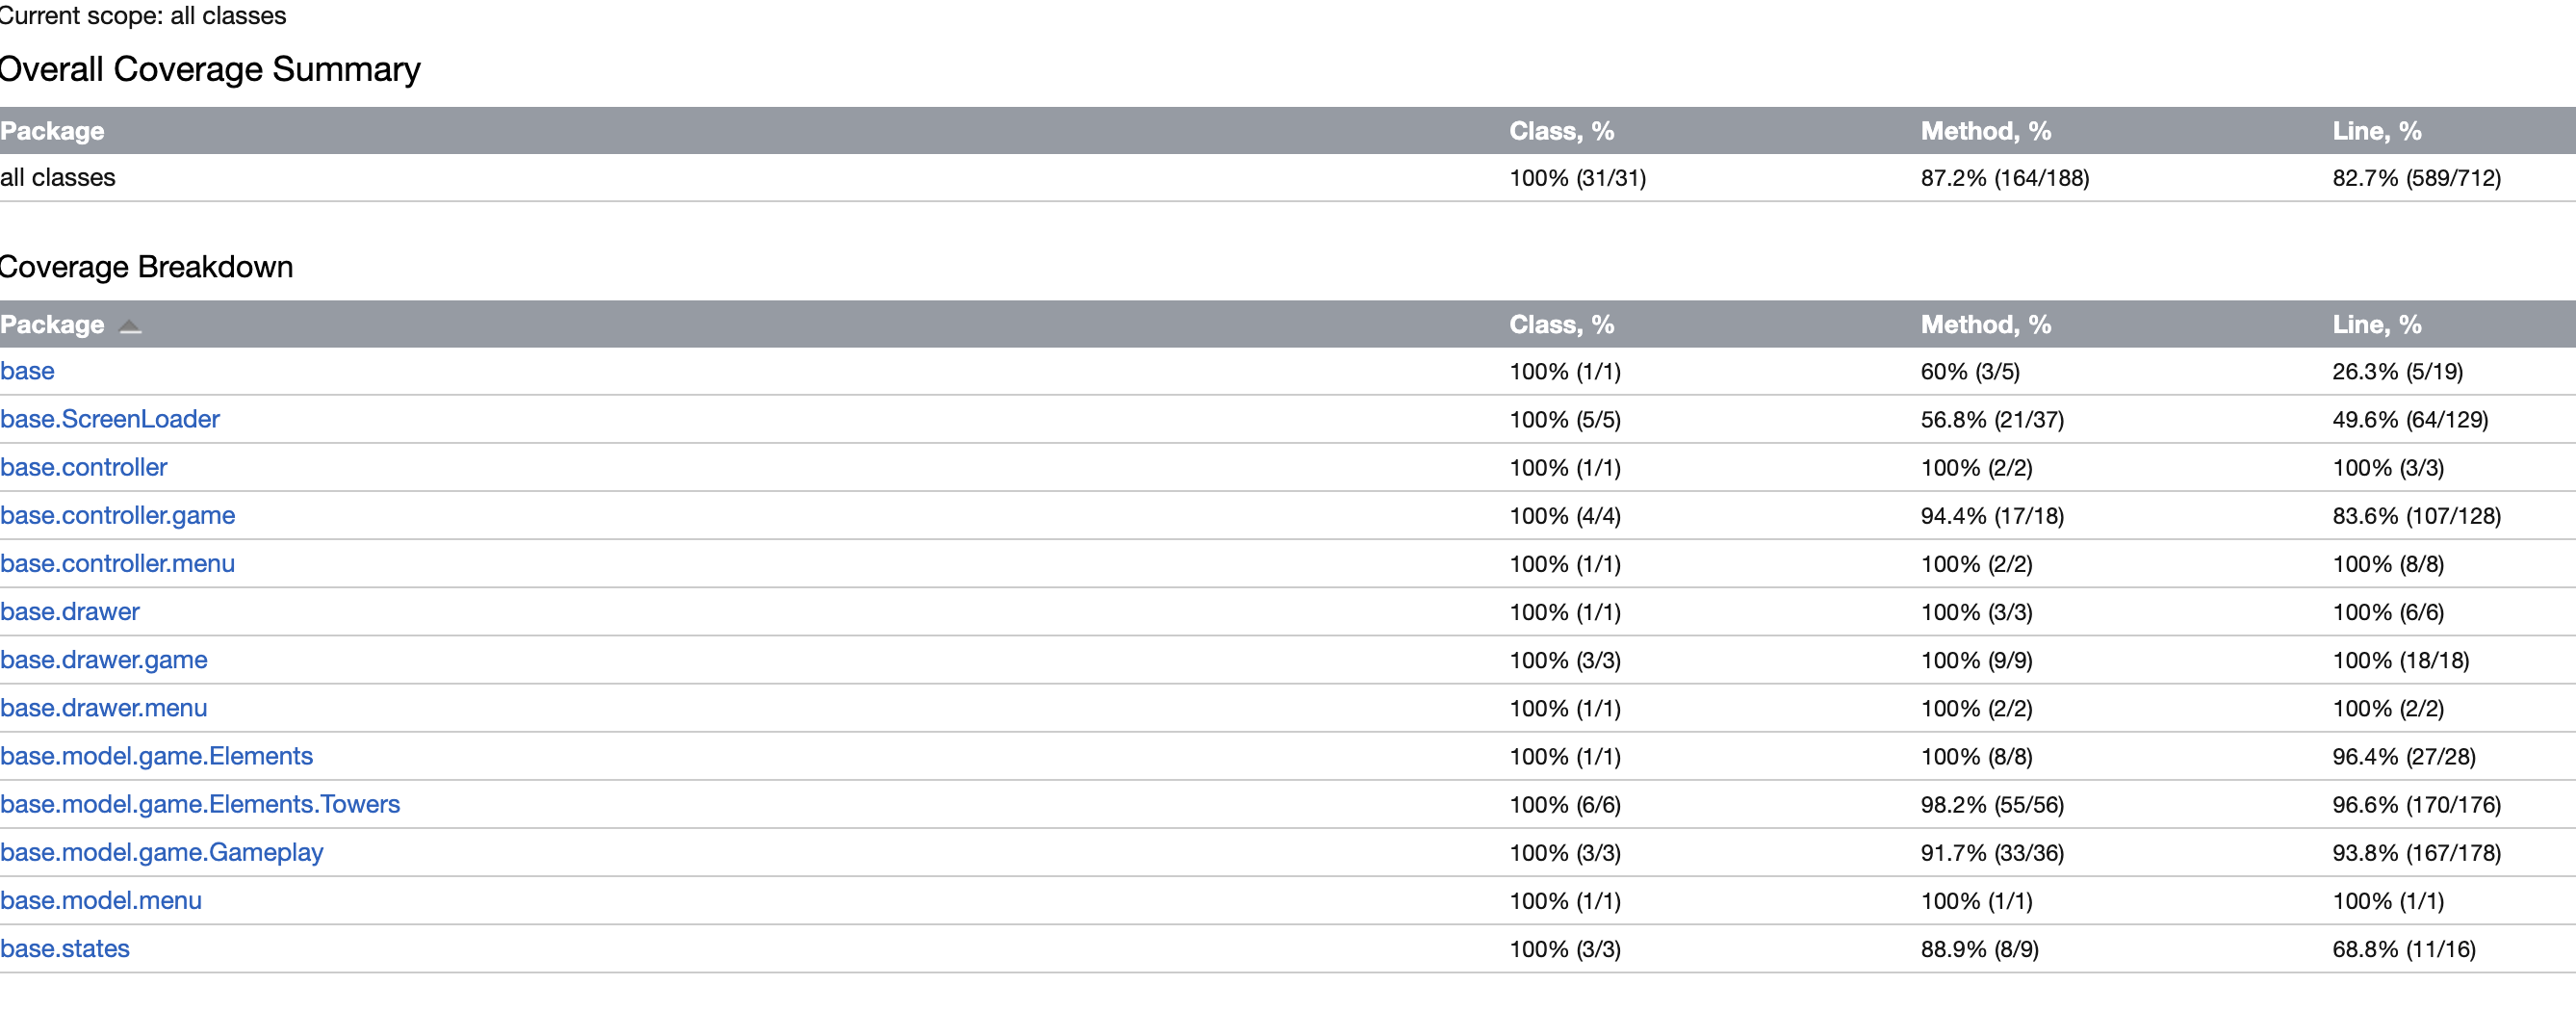 Current scope: all classes
Overall Coverage Summary
Package Class, % Method, % Line, %
all classes 100% (31/31) 87.2% (164/188) 82.7% (589/712)
Coverage Breakdown
Package Class, % Method, % Line, %
base 100% (1/1) 60% (3/5) 26.3% (5/19)
base.ScreenLoader 100% (5/5) 56.8% (21/37) 49.6% (64/129)
base.controller 100% (1/1) 100% (2/2) 100% (3/3)
base.controller.game 100% (4/4) 94.4% (17/18) 83.6% (107/128)
base.controller.menu 100% (1/1) 100% (2/2) 100% (8/8)
base.drawer 100% (1/1) 100% (3/3) 100% (6/6)
base.drawer.game 100% (3/3) 100% (9/9) 100% (18/18)
base.drawer.menu 100% (1/1) 100% (2/2) 100% (2/2)
base.model.game.Elements 100% (1/1) 100% (8/8) 96.4% (27/28)
base.model.game.Elements.Towers 100% (6/6) 98.2% (55/56) 96.6% (170/176)
base.model.game.Gameplay 100% (3/3) 91.7% (33/36) 93.8% (167/178)
base.model.menu 100% (1/1) 100% (1/1) 100% (1/1)
base.states 100% (3/3) 88.9% (8/9) 68.8% (11/16)